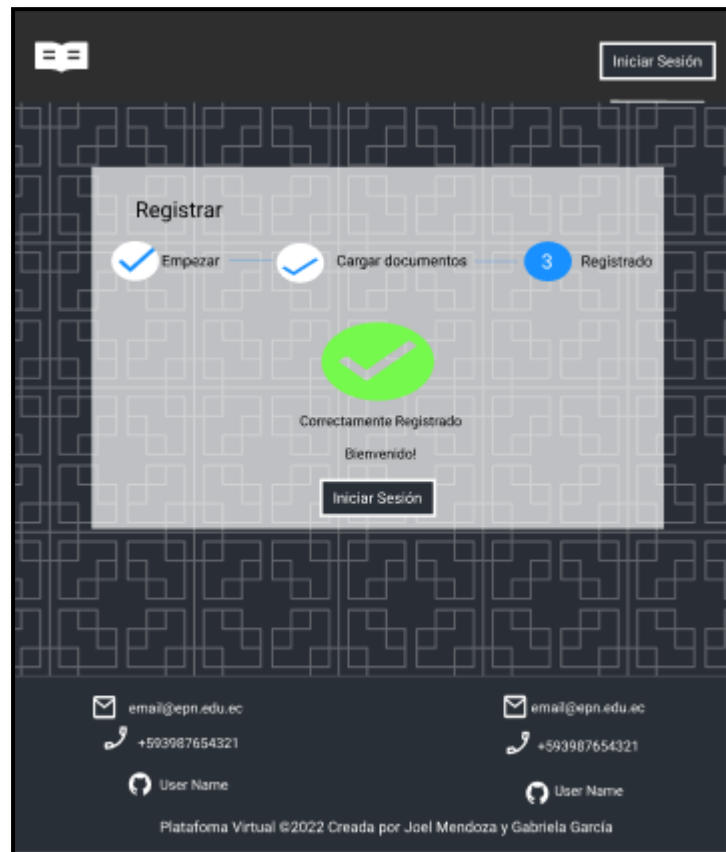 Iniciar Sesión
Registrar
Empezar
Cargar documentos
3
Registrado
Correctamente Registrado
Bienvenido!
Iniciar Sesión
email@epn.edu.ec
email@epn.edu.ec
+593987654321
+593987654321
User Name
User Name
Platafoma Virtual ©2022 Creada por Joel Mendoza y Gabriela García